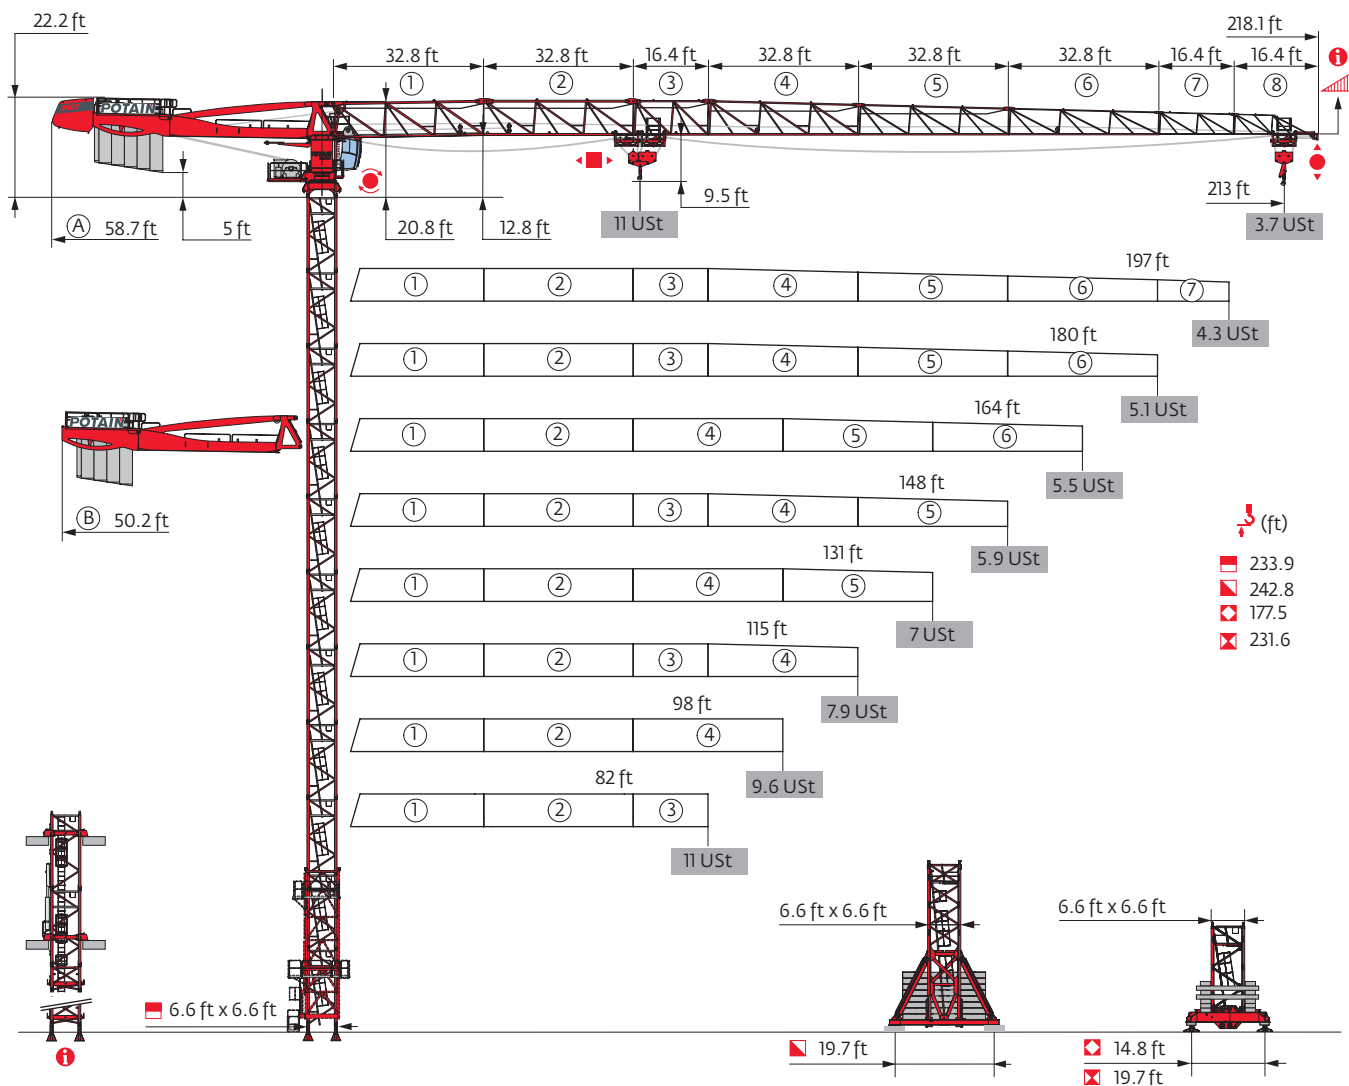 22.2 ft
218.1 ft
32.8 ft
32.8 ft
16.4 ft
32.8 ft
32.8 ft
32.8 ft
16.4 ft
16.4 ft
i
1
2
3
4
5
6
7
8
POTAIN
9.5 ft
213 ft
A 58.7 ft
5 ft
20.8 ft
12.8 ft
11 USt
3.7 USt
197 ft
1 2 3 4 5 6 7
4.3 USt
180 ft
1 2 3 4 5 6
5.1 USt
164 ft
1 2 4 5 6
5.5 USt
POTAIN
B 50.2 ft
148 ft
1 2 3 4 5
5.9 USt
(ft)
233.9
242.8
177.5
231.6
131 ft
1 2 4 5
7 USt
115 ft
1 2 3 4
7.9 USt
98 ft
1 2 4
9.6 USt
82 ft
1 2 3
11 USt
6.6 ft x 6.6 ft
6.6 ft x 6.6 ft
6.6 ft x 6.6 ft
i
19.7 ft
14.8 ft
19.7 ft